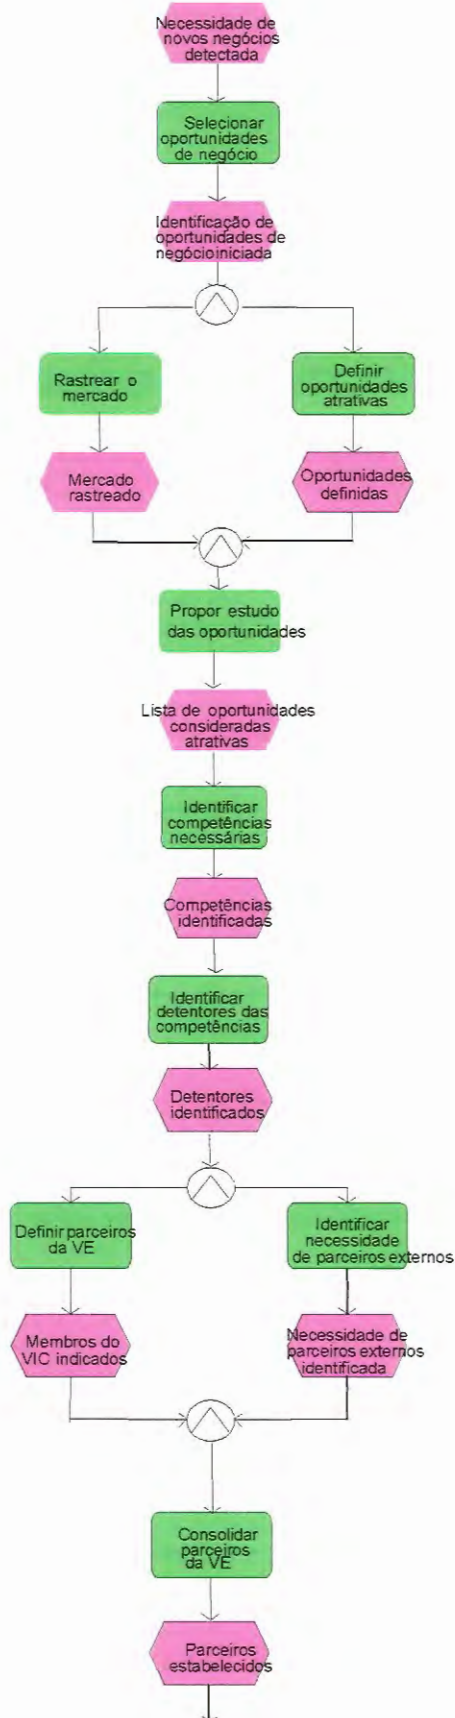 Necessidade de
novos negócios
detectada
Selecionar
oportunidades
de negócio
Identificação de
oportunidades de
negócioiniciada
Rastrear o
mercado
Definir
oportunidades
atrativas
Mercado
rastreado
Oportunidades
definidas
Propor estudo
das oportunidades
Lista de oportunidades
consideradas
atrativas
Identificar
competências
necessárias
Competências
identificadas
Identificar
detentores das
competências
Detentores
identificados
Definir parceiros
da VE
Identificar
necessidade
de parceiros externos
Membros do
VIC indicados
Necessidade de
parceiros externos
identificada
Consolidar
parceiros
da VE
Parceiros
estabelecidos